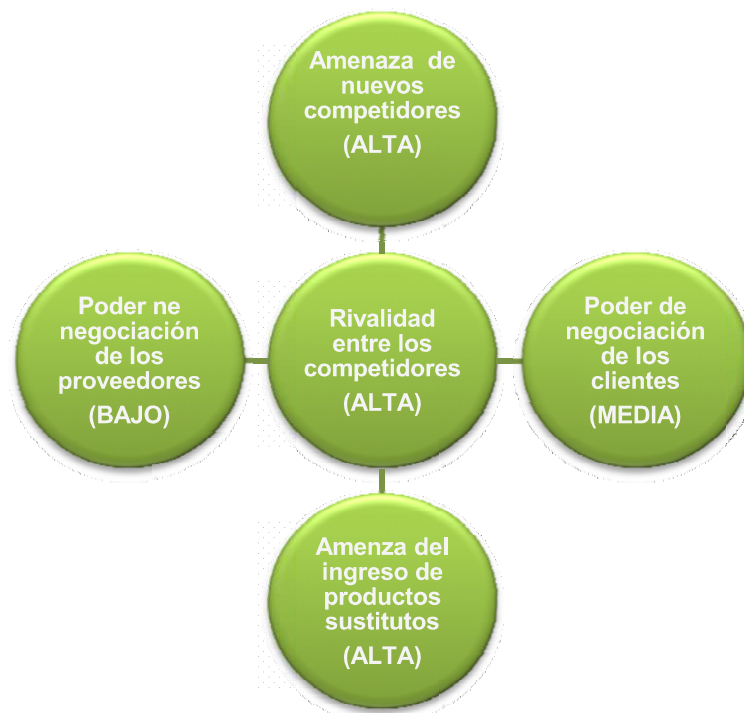 Amenaza de
nuevos
competidores
(ALTA)
Poder ne
negociación
de los
proveedores
(BAJO)
Rivalidad
entre los
competidores
(ALTA)
Poder de
negociación
de los
clientes
(MEDIA)
Amenza del
ingreso de
productos
sustitutos
(ALTA)